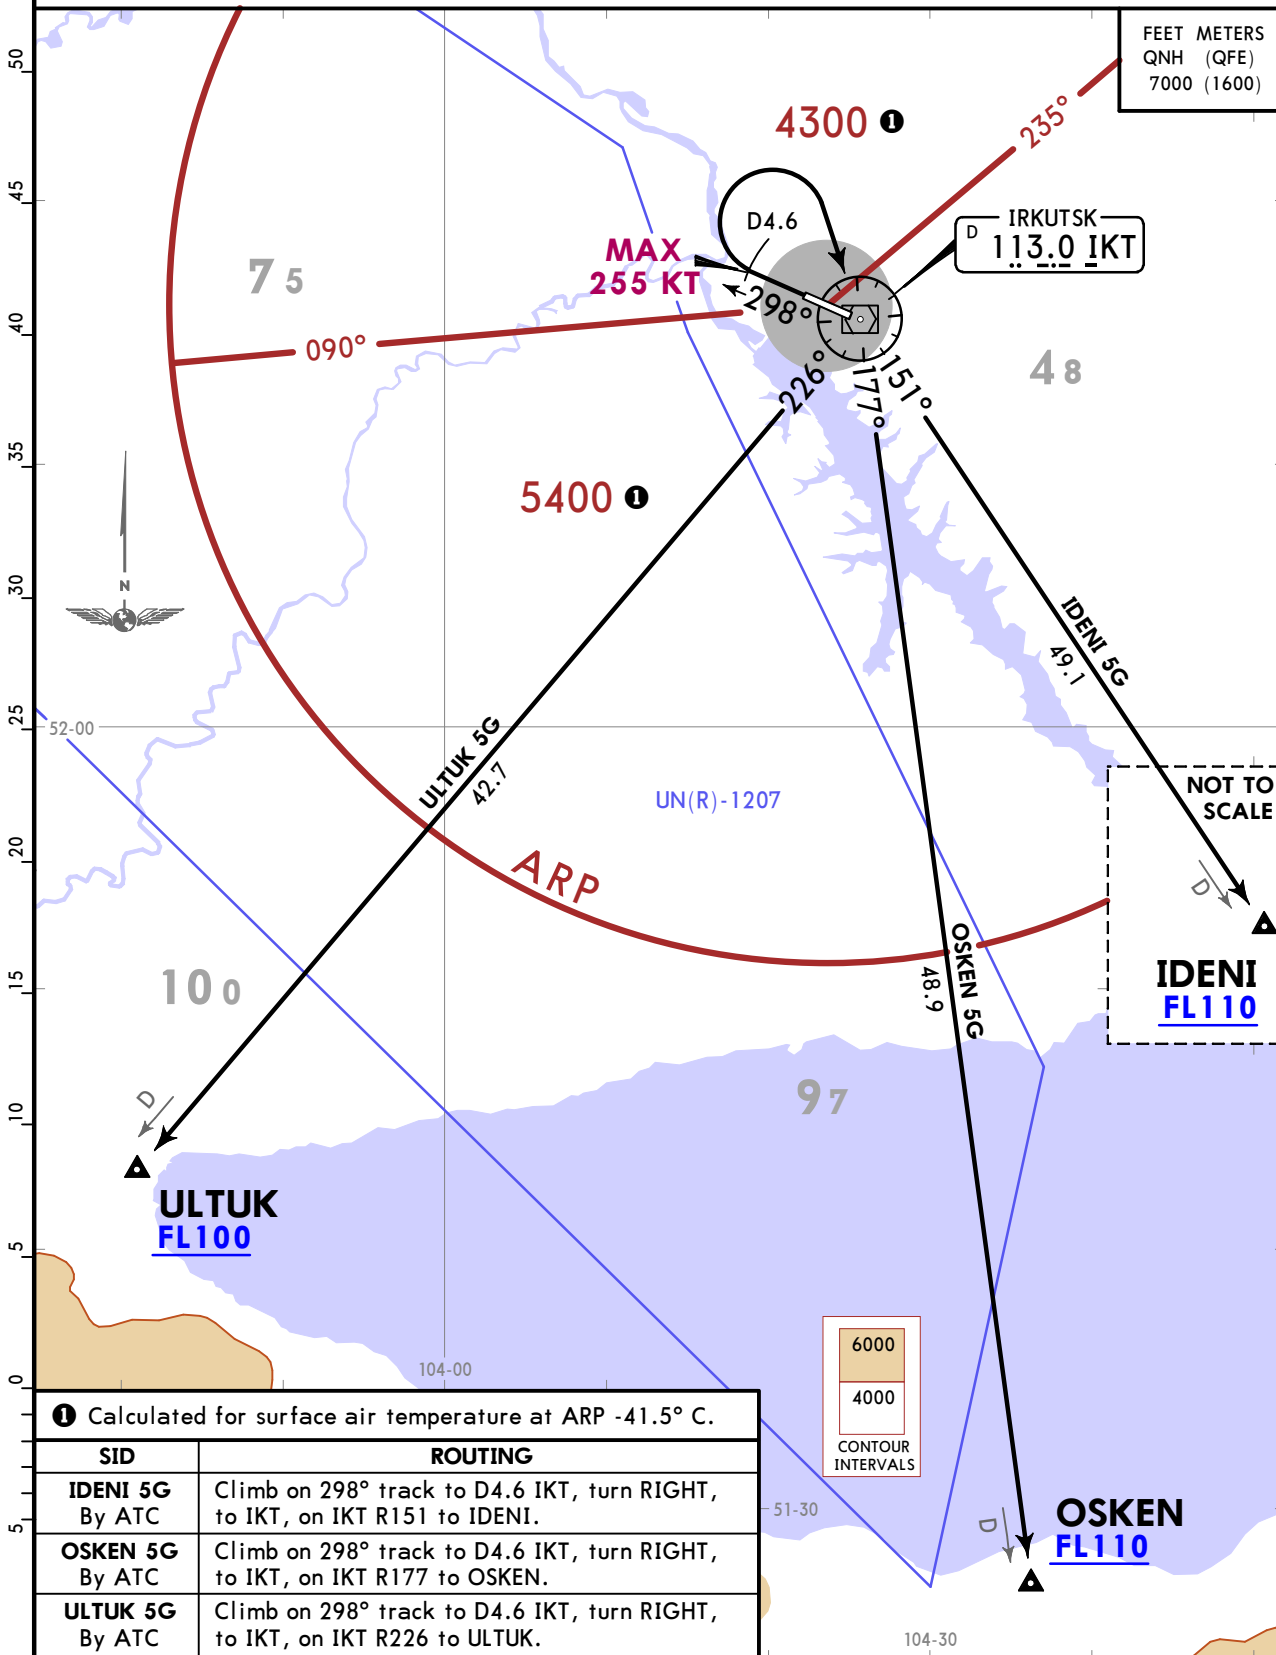 FEET METERS
QNH (QFE)
7000 (1600)
50
45
40
35
30
25
20
15
10
5
0
5
4300 ❶
235°
IRKUTSK
D 113.0 IKT
D4.6
MAX
255 KT
298°
75
090°
48
226°
177°
151°
5400 ❶
N
IDENI 5G
49.1
52-00
ULTUK 5G
42.7
UN(R)-1207
NOT TO
SCALE
ARP
D
OSKEN 5G
48.9
IDENI
FL110
100
97
D
ULTUK
FL100
6000
4000
CONTOUR
INTERVALS
104-00
51-30
D
OSKEN
FL110
104-30
❶ Calculated for surface air temperature at ARP -41.5° C.
SID ROUTING
IDENI 5G
By ATC
Climb on 298° track to D4.6 IKT, turn RIGHT,
to IKT, on IKT R151 to IDENI.
OSKEN 5G
By ATC
Climb on 298° track to D4.6 IKT, turn RIGHT,
to IKT, on IKT R177 to OSKEN.
ULTUK 5G
By ATC
Climb on 298° track to D4.6 IKT, turn RIGHT,
to IKT, on IKT R226 to ULTUK.